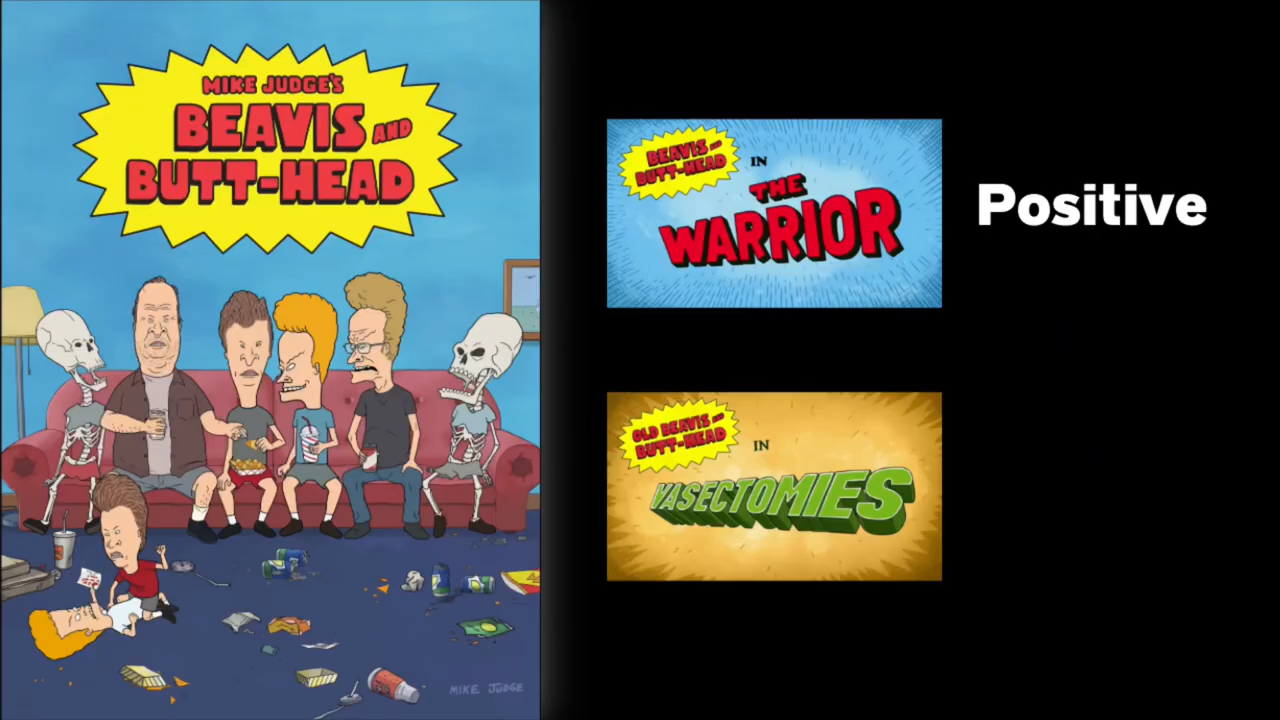 MIKE JUDGE'S
BEAVIS AND
BUTT-HEAD
MIKE JUDGE
BEAVIS AND
BUTT-HEAD
IN
THE
WARRIOR
Positive
OLD BEAVIS AND
BUTT-HEAD
IN
VASECTOMIES